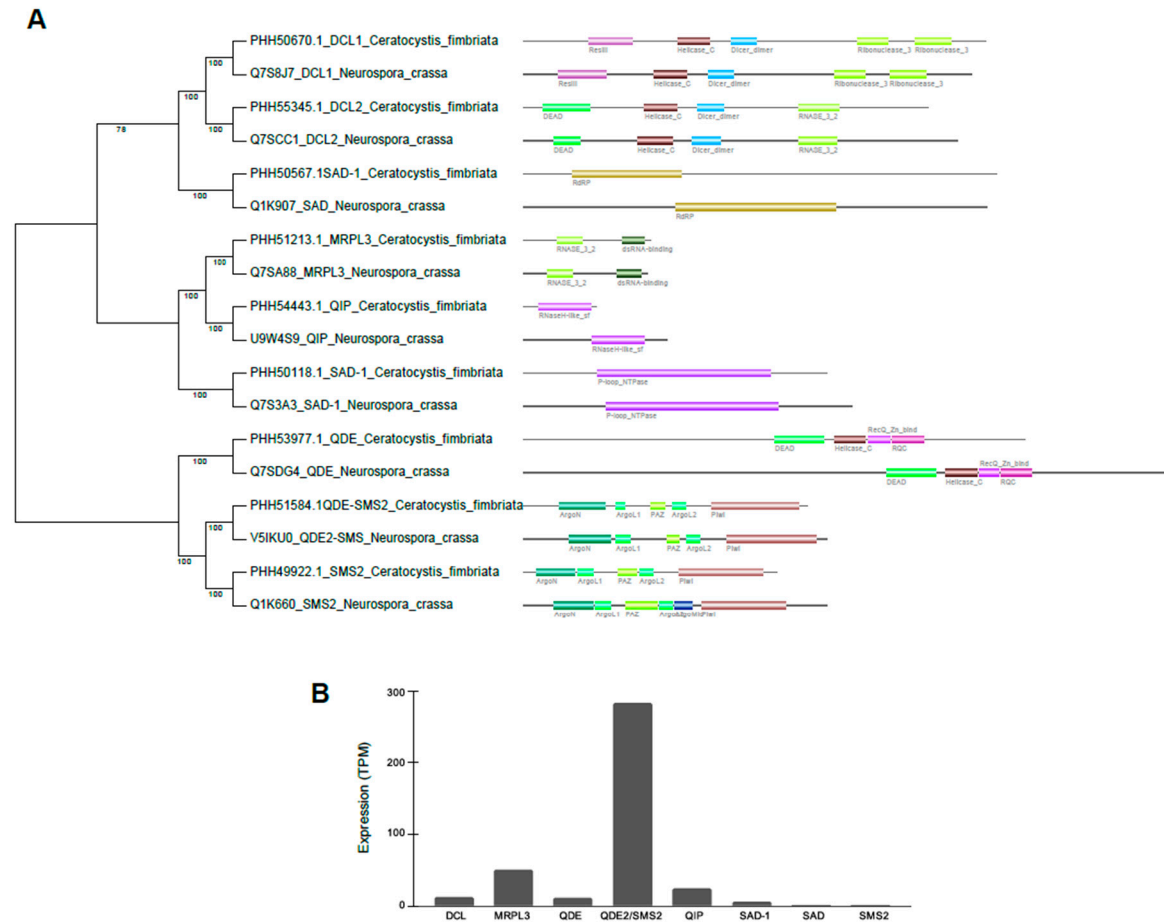 A
PHH50670.1_DCL1_Ceratocystis_fimbriata
ResIII Helicase_C Dicer_dimer Ribonuclease_3 Ribonuclease_3
100
Q7S8J7_DCL1_Neurospora_crassa
ResIII Helicase_C Dicer_dimer Ribonuclease_3 Ribonuclease_3
100
PHH55345.1_DCL2_Ceratocystis_fimbriata
DEAD Helicase_C Dicer_dimer RNASE_3_2
78 100
Q7SCC1_DCL2_Neurospora_crassa
DEAD Helicase_C Dicer_dimer RNASE_3_2
PHH50567.1SAD-1_Ceratocystis_fimbriata
RdRP
100
Q1K907_SAD_Neurospora_crassa
RdRP
PHH51213.1_MRPL3_Ceratocystis_fimbriata
RNASE_3_2 dsRNA-binding
100
Q7SA88_MRPL3_Neurospora_crassa
RNASE_3_2 dsRNA-binding
100
PHH54443.1_QIP_Ceratocystis_fimbriata
RNaseH-like_sf
100
U9W4S9_QIP_Neurospora_crassa
RNaseH-like_sf
PHH50118.1_SAD-1_Ceratocystis_fimbriata
P-loop_NTPase
100
Q7S3A3_SAD-1_Neurospora_crassa
P-loop_NTPase
PHH53977.1_QDE_Ceratocystis_fimbriata
RecQ_Zn_bind
DEAD Helicase_C RQC
100
Q7SDG4_QDE_Neurospora_crassa
RecQ_Zn_bind
DEAD Helicase_C RQC
PHH51584.1QDE-SMS2_Ceratocystis_fimbriata
ArgoN ArgoL1 PAZ ArgoL2 Piwi
100
V5IKU0_QDE2-SMS_Neurospora_crassa
ArgoN ArgoL1 PAZ ArgoL2 Piwi
100
PHH49922.1_SMS2_Ceratocystis_fimbriata
ArgoN ArgoL1 PAZ ArgoL2 Piwi
100
Q1K660_SMS2_Neurospora_crassa
ArgoN ArgoL1 PAZ Piwi
B
Expression (TPM)
300
200
100
0
DCL MRPL3 QDE QDE2/SMS2 QIP SAD-1 SAD SMS2